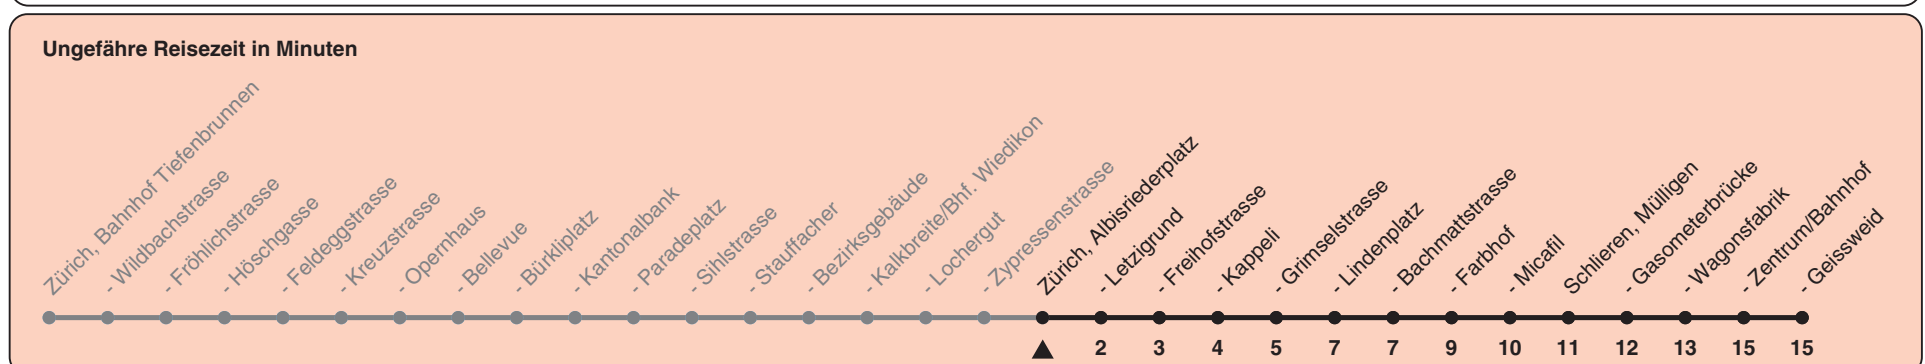 Ungefähre Reisezeit in Minuten
Zürich, Bahnhof Tiefenbrunnen
- Wildbachstrasse
- Fröhlichstrasse
- Höschgasse
- Feldeggstrasse
- Kreuzstrasse
- Opernhaus
- Bellevue
- Bürkliplatz
- Kantonalbank
- Paradeplatz
- Sihlstrasse
- Stauffacher
- Bezirksgebäude
- Kalkbreite/Bhf. Wiedikon
- Lochergut
- Zypressenstrasse
Zürich, Albisriederplatz
- Letzigrund
- Freihofstrasse
- Kappeli
- Grimselstrasse
- Lindenplatz
- Bachmattstrasse
- Farbhof
- Micafil
Schlieren, Mülligen
- Gasometerbrücke
- Wagonsfabrik
- Zentrum/Bahnhof
- Geissweid
2 3 4 5 7 7 9 10 11 12 13 15 15